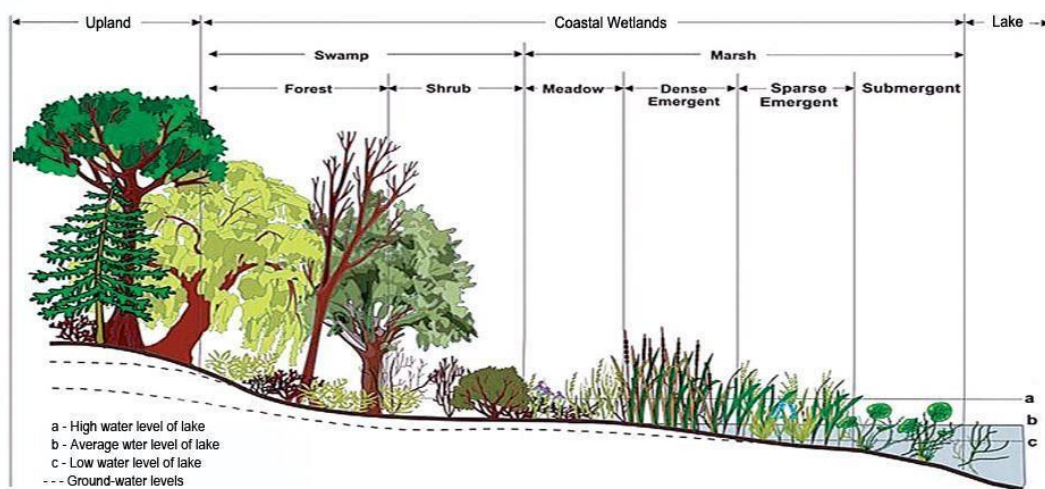 Upland
Coastal Wetlands
Lake
Swamp
Marsh
Forest
Shrub
Meadow
Dense
Emergent
Sparse
Emergent
Submergent
a
b
c
a - High water level of lake
b - Average wter level of lake
c - Low water level of lake
--- Ground-water levels